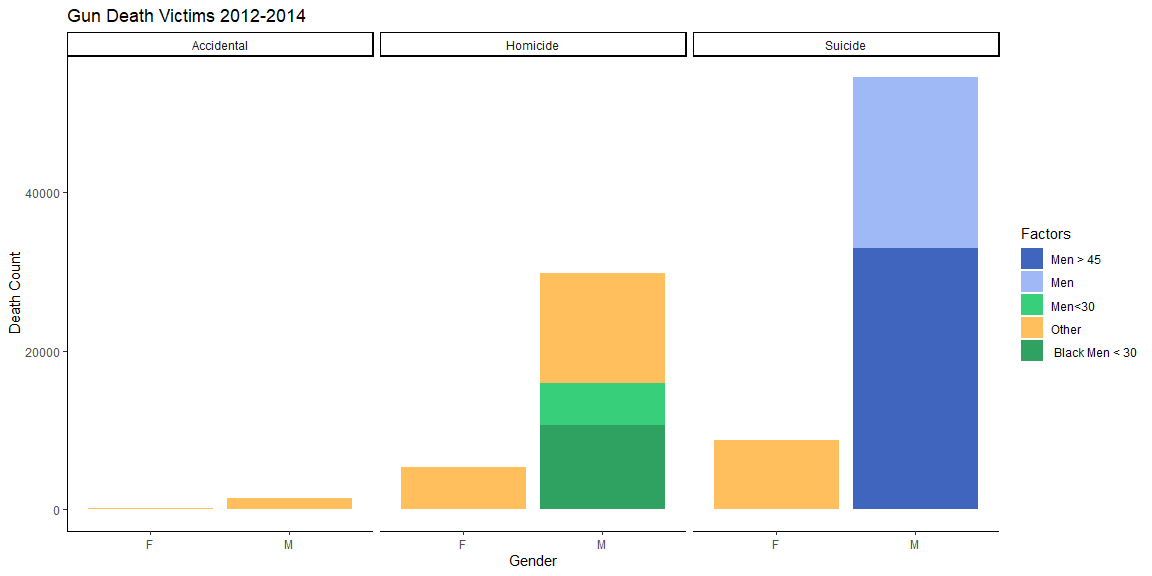 Gun Death Victims 2012-2014
Accidental
Homicide
Suicide
Death Count
40000
20000
0
F
M
F
M
F
M
Gender
Factors
Men > 45
Men
Men<30
Other
Black Men < 30